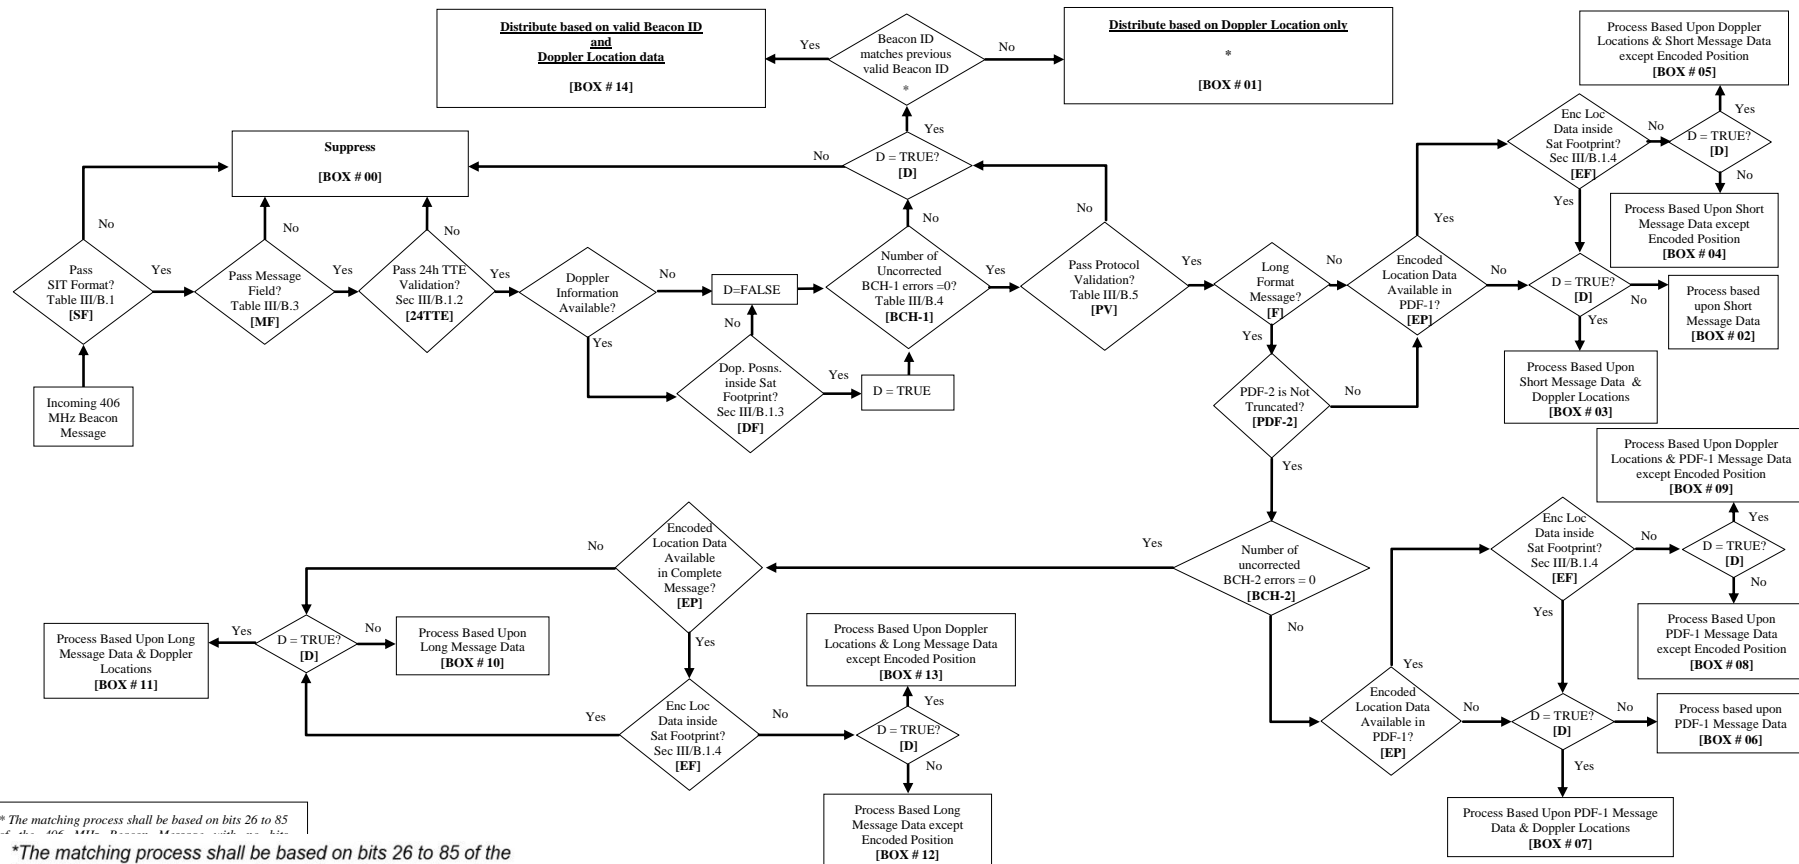 Distribute based on valid Beacon ID
and
Doppler Location data
[BOX # 14]
Yes
Beacon ID
matches previous
valid Beacon ID
*
No
Distribute based on Doppler Location only
*
[BOX # 01]
Process Based Upon Doppler
Locations & Short Message Data
except Encoded Position
[BOX # 05]
Yes
Enc Loc
Data inside
Sat Footprint?
Sec III/B.1.4
[EF]
No
D = TRUE?
[D]
No
Yes
Process Based Upon Short
Message Data except
Encoded Position
[BOX # 04]
Suppress
[BOX # 00]
No
D = TRUE?
[D]
Yes
No
No
No
No
No
Yes
Pass
SIT Format?
Table III/B.1
[SF]
Yes
Pass Message
Field?
Table III/B.3
[MF]
Yes
Pass 24h TTE
Validation?
Sec III/B.1.2
[24TTE]
Yes
Doppler
Information
Available?
No
D=FALSE
Number of
Uncorrected
BCH-1 errors =0?
Table III/B.4
[BCH-1]
Yes
Pass Protocol
Validation?
Table III/B.5
[PV]
Yes
Long
Format
Message?
[F]
No
Encoded
Location Data
Available in
PDF-1?
[EP]
No
D = TRUE?
[D]
No
Process based
upon Short
Message Data
[BOX # 02]
Yes
Yes
No
Yes
Incoming 406
MHz Beacon
Message
Dop. Posns.
inside Sat
Footprint?
Sec III/B.1.3
[DF]
Yes
D = TRUE
PDF-2 is Not
Truncated?
[PDF-2]
No
Process Based Upon
Short Message Data &
Doppler Locations
[BOX # 03]
Yes
Process Based Upon Doppler
Locations & PDF-1 Message Data
except Encoded Position
[BOX # 09]
Yes
No
Encoded
Location Data
Available
in Complete
Message?
[EP]
Yes
Number of
uncorrected
BCH-2 errors = 0
[BCH-2]
Enc Loc
Data inside
Sat Footprint?
Sec III/B.1.4
[EF]
No
D = TRUE?
[D]
No
Yes
No
Process Based Upon
PDF-1 Message Data
except Encoded Position
[BOX # 08]
Process Based Upon Long
Message Data & Doppler
Locations
[BOX # 11]
Yes
D = TRUE?
[D]
No
Process Based Upon
Long Message Data
[BOX # 10]
Yes
Process Based Upon Doppler
Locations & Long Message Data
except Encoded Position
[BOX # 13]
Yes
Yes
Enc Loc
Data inside
Sat Footprint?
Sec III/B.1.4
[EF]
No
D = TRUE?
[D]
No
Yes
Encoded
Location Data
Available in
PDF-1?
[EP]
No
D = TRUE?
[D]
No
Process based upon
PDF-1 Message Data
[BOX # 06]
Yes
Process Based Long
Message Data except
Encoded Position
[BOX # 12]
Process Based Upon PDF-1 Message
Data & Doppler Locations
[BOX # 07]
* The matching process shall be based on bits 26 to 85
*The matching process shall be based on bits 26 to 85 of the